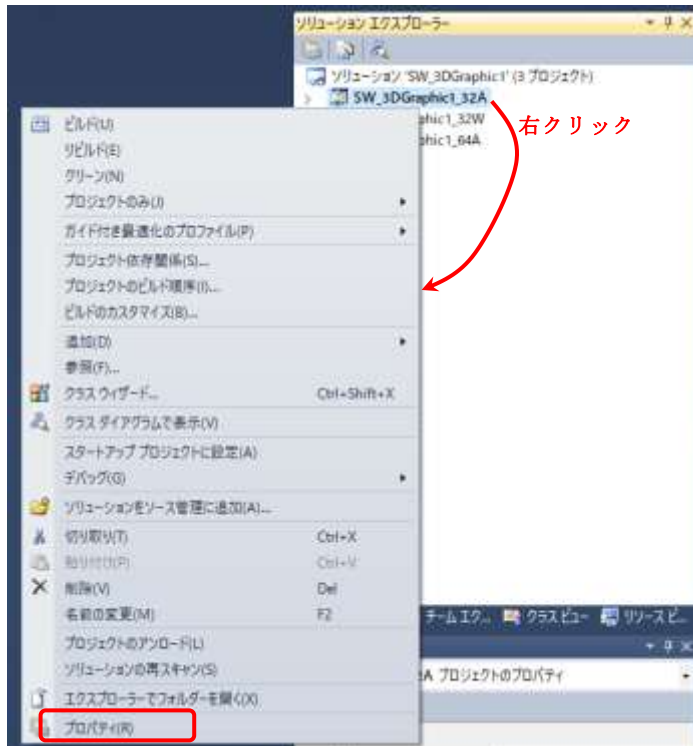 ソリューション エクスプローラー
ソリューション 'SW_3DGraphic1' (3 プロジェクト)
SW_3DGraphic1_32A
phic1_32W
phic1_64A
右クリック
ビルド(U)
リビルド(E)
クリーン(N)
プロジェクトのみ(J)
ガイド付き最適化のプロファイル(P)
プロジェクト依存関係(S)...
プロジェクトのビルド順序(I)...
ビルドのカスタマイズ(B)...
追加(D)
参照(F)...
クラス ウィザード... Ctrl+Shift+X
クラス ダイアグラムで表示(V)
スタートアップ プロジェクトに設定(A)
デバッグ(G)
ソリューションをソース管理に追加(A)...
切り取り(T) Ctrl+X
貼り付け(P) Ctrl+V
削除(V) Del
名前の変更(M) F2
プロジェクトのアンロード(L)
ソリューションの再スキャン(S)
エクスプローラーでフォルダーを開く(X)
プロパティ(R)
チーム エク... クラス ビュー リソース ビ...
A プロジェクトのプロパティ